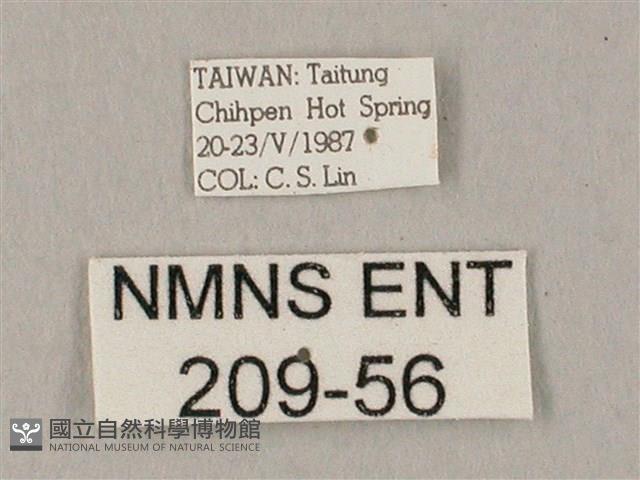 TAIWAN: Taitung
Chihpen Hot Spring
20-23/V/1987
COL: C. S. Lin
NMNS ENT
209-56
國立自然科學博物館
NATIONAL MUSEUM OF NATURAL SCIENCE